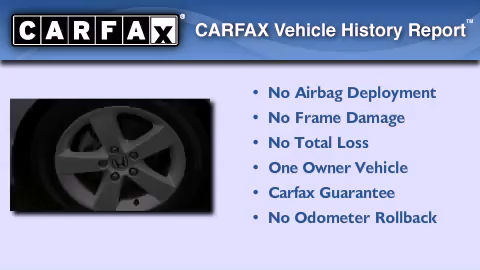 CARFAX® CARFAX Vehicle History Report™
• No Airbag Deployment
• No Frame Damage
• No Total Loss
• One Owner Vehicle
• Carfax Guarantee
• No Odometer Rollback